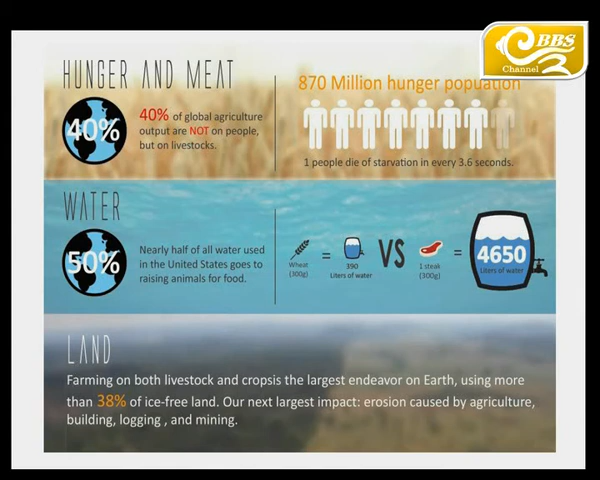 BBS
Channel 2
HUNGER AND MEAT
870 Million hunger population
40%
40% of global agriculture
output are NOT on people,
but on livestocks.
1 people die of starvation in every 3.6 seconds.
WATER
50%
Nearly half of all water used
in the United States goes to
raising animals for food.
Wheat
(300g)
=
390
Liters of water
VS
1 steak
(300g)
=
4650
Liters of water
LAND
Farming on both livestock and cropsis the largest endeavor on Earth, using more
than 38% of ice-free land. Our next largest impact: erosion caused by agriculture,
building, logging , and mining.